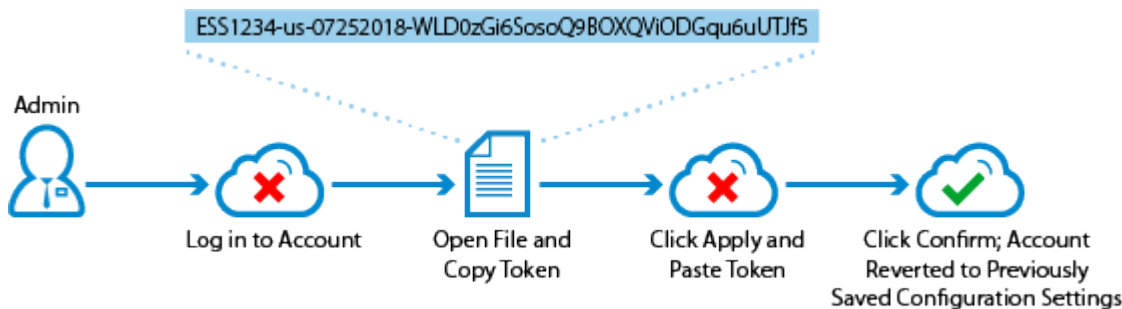 ESS1234-us-07252018-WLD0zGi6SosoQ9BOXQViODGqu6uUTJf5
Admin
Log in to Account
Open File and
Copy Token
Click Apply and
Paste Token
Click Confirm; Account
Reverted to Previously
Saved Configuration Settings